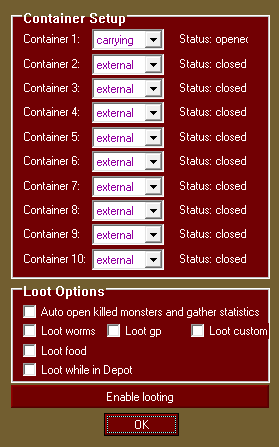 Container Setup
Container 1: carrying Status: opened
Container 2: external Status: closed
Container 3: external Status: closed
Container 4: external Status: closed
Container 5: external Status: closed
Container 6: external Status: closed
Container 7: external Status: closed
Container 8: external Status: closed
Container 9: external Status: closed
Container 10: external Status: closed
Loot Options
Auto open killed monsters and gather statistics
Loot worms Loot gp Loot custom
Loot food
Loot while in Depot
Enable looting
OK